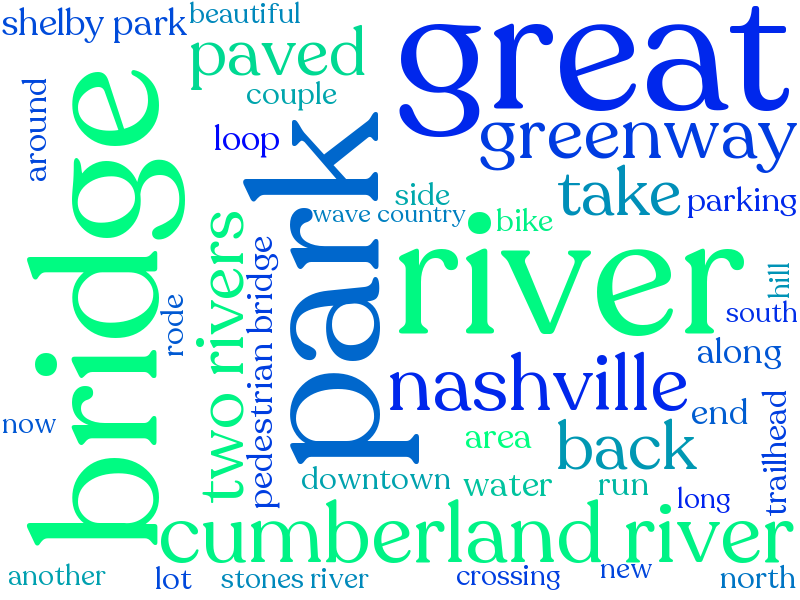 shelby park
beautiful
great
paved
couple
around
loop
greenway
bridge
park
take
parking
side
wave country
bike
two rivers
river
pedestrian bridge
hill
rode
south
along
nashville
end
now
area
back
trailhead
downtown
water
run
long
cumberland river
another
lot
stones river
crossing
new
north